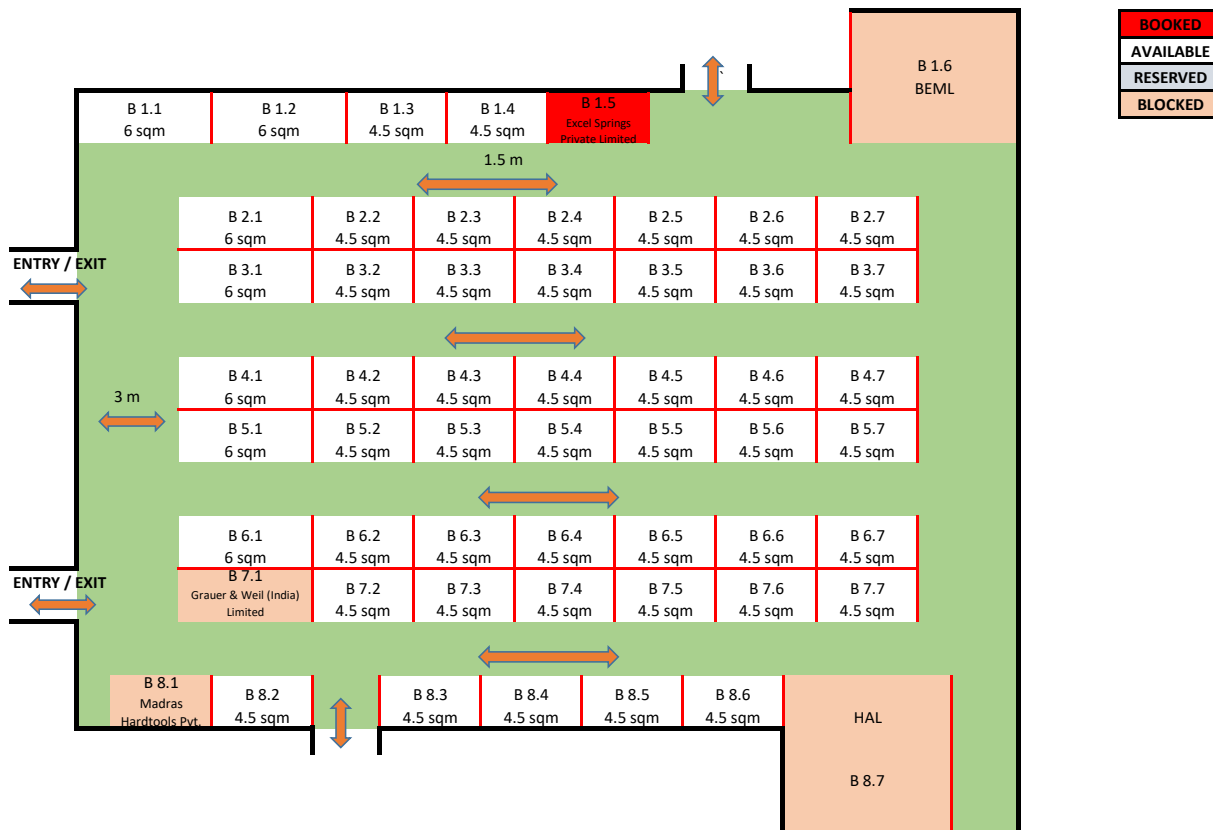 BOOKED
AVAILABLE
RESERVED
BLOCKED
B 1.6
BEML
`
B 1.1
6 sqm
B 1.2
6 sqm
B 1.3
4.5 sqm
B 1.4
4.5 sqm
B 1.5
Excel Springs
Private Limited
1.5 m
B 2.1
6 sqm
B 2.2
4.5 sqm
B 2.3
4.5 sqm
B 2.4
4.5 sqm
B 2.5
4.5 sqm
B 2.6
4.5 sqm
B 2.7
4.5 sqm
ENTRY / EXIT
B 3.1
6 sqm
B 3.2
4.5 sqm
B 3.3
4.5 sqm
B 3.4
4.5 sqm
B 3.5
4.5 sqm
B 3.6
4.5 sqm
B 3.7
4.5 sqm
3 m
B 4.1
6 sqm
B 4.2
4.5 sqm
B 4.3
4.5 sqm
B 4.4
4.5 sqm
B 4.5
4.5 sqm
B 4.6
4.5 sqm
B 4.7
4.5 sqm
B 5.1
6 sqm
B 5.2
4.5 sqm
B 5.3
4.5 sqm
B 5.4
4.5 sqm
B 5.5
4.5 sqm
B 5.6
4.5 sqm
B 5.7
4.5 sqm
B 6.1
6 sqm
B 6.2
4.5 sqm
B 6.3
4.5 sqm
B 6.4
4.5 sqm
B 6.5
4.5 sqm
B 6.6
4.5 sqm
B 6.7
4.5 sqm
ENTRY / EXIT
B 7.1
Grauer & Weil (India)
Limited
B 7.2
4.5 sqm
B 7.3
4.5 sqm
B 7.4
4.5 sqm
B 7.5
4.5 sqm
B 7.6
4.5 sqm
B 7.7
4.5 sqm
B 8.1
Madras
Hardtools Pvt.
B 8.2
4.5 sqm
B 8.3
4.5 sqm
B 8.4
4.5 sqm
B 8.5
4.5 sqm
B 8.6
4.5 sqm
HAL
B 8.7